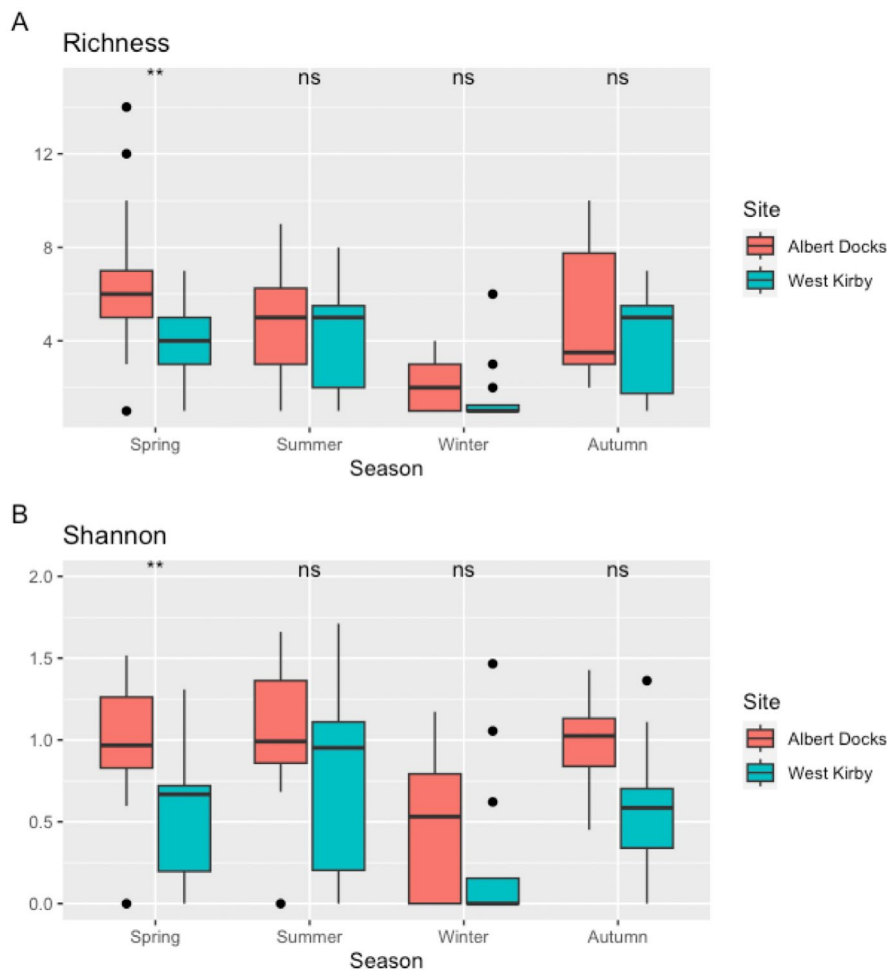 A
Richness
** ns ns ns
12
8
4
Spring Summer Winter Autumn
Season
Site
Albert Docks
West Kirby
B
Shannon
** ns ns ns
2.0
1.5
1.0
0.5
0.0
Spring Summer Winter Autumn
Season
Site
Albert Docks
West Kirby